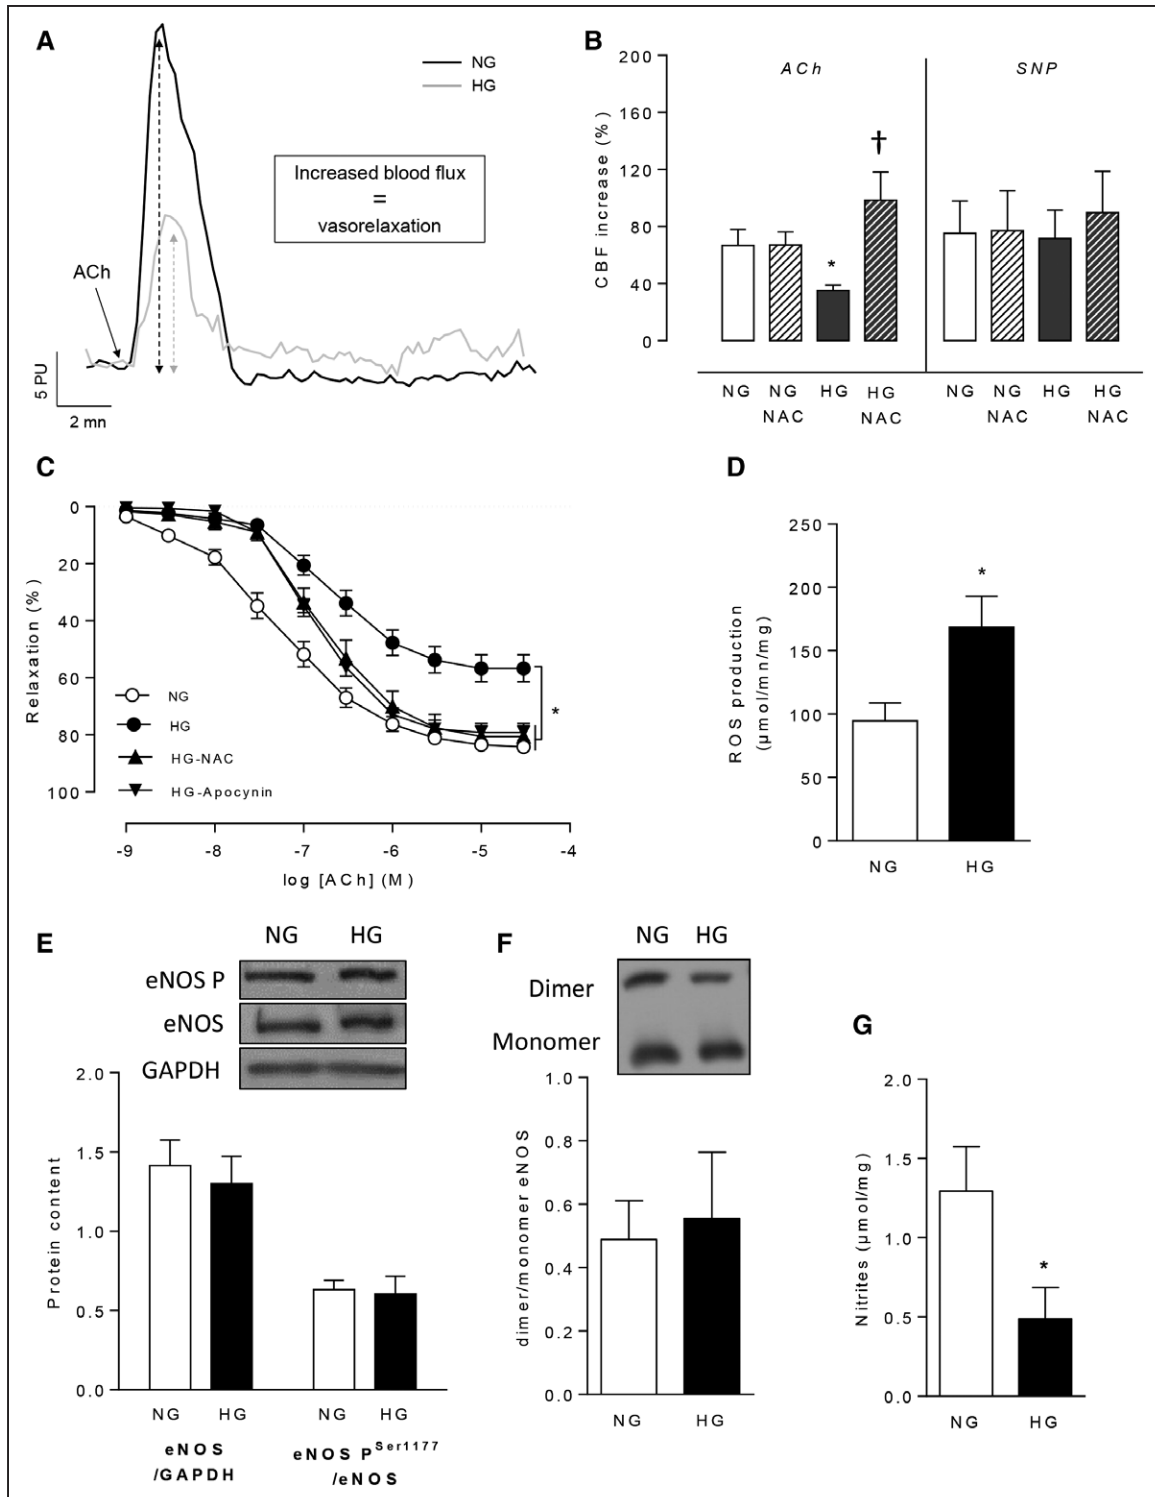 A
NG
HG
Increased blood flux
=
vasorelaxation
ACh
5 PU
2 mn
B
CBF increase (%)
200
160
120
80
40
0
ACh
SNP
*
†
NG NG HG HG NG NG HG HG
NAC NAC NAC NAC
C
Relaxation (%)
0
20
40
60
80
100
NG
HG
HG-NAC
HG-Apocynin
*
-9 -8 -7 -6 -5 -4
log [ACh] (M)
D
ROS production
(µmol/mn/mg)
250
200
150
100
50
0
*
NG HG
E
NG HG
eNOS P
eNOS
GAPDH
Protein content
2.0
1.5
1.0
0.5
0.0
NG HG NG HG
eNOS
/GAPDH
eNOS P Ser1177
/eNOS
F
NG HG
Dimer
Monomer
dimer/monomer eNOS
1.0
0.8
0.6
0.4
0.2
0.0
NG HG
G
Nitrites (µmol/mg)
2.0
1.5
1.0
0.5
0.0
*
NG HG